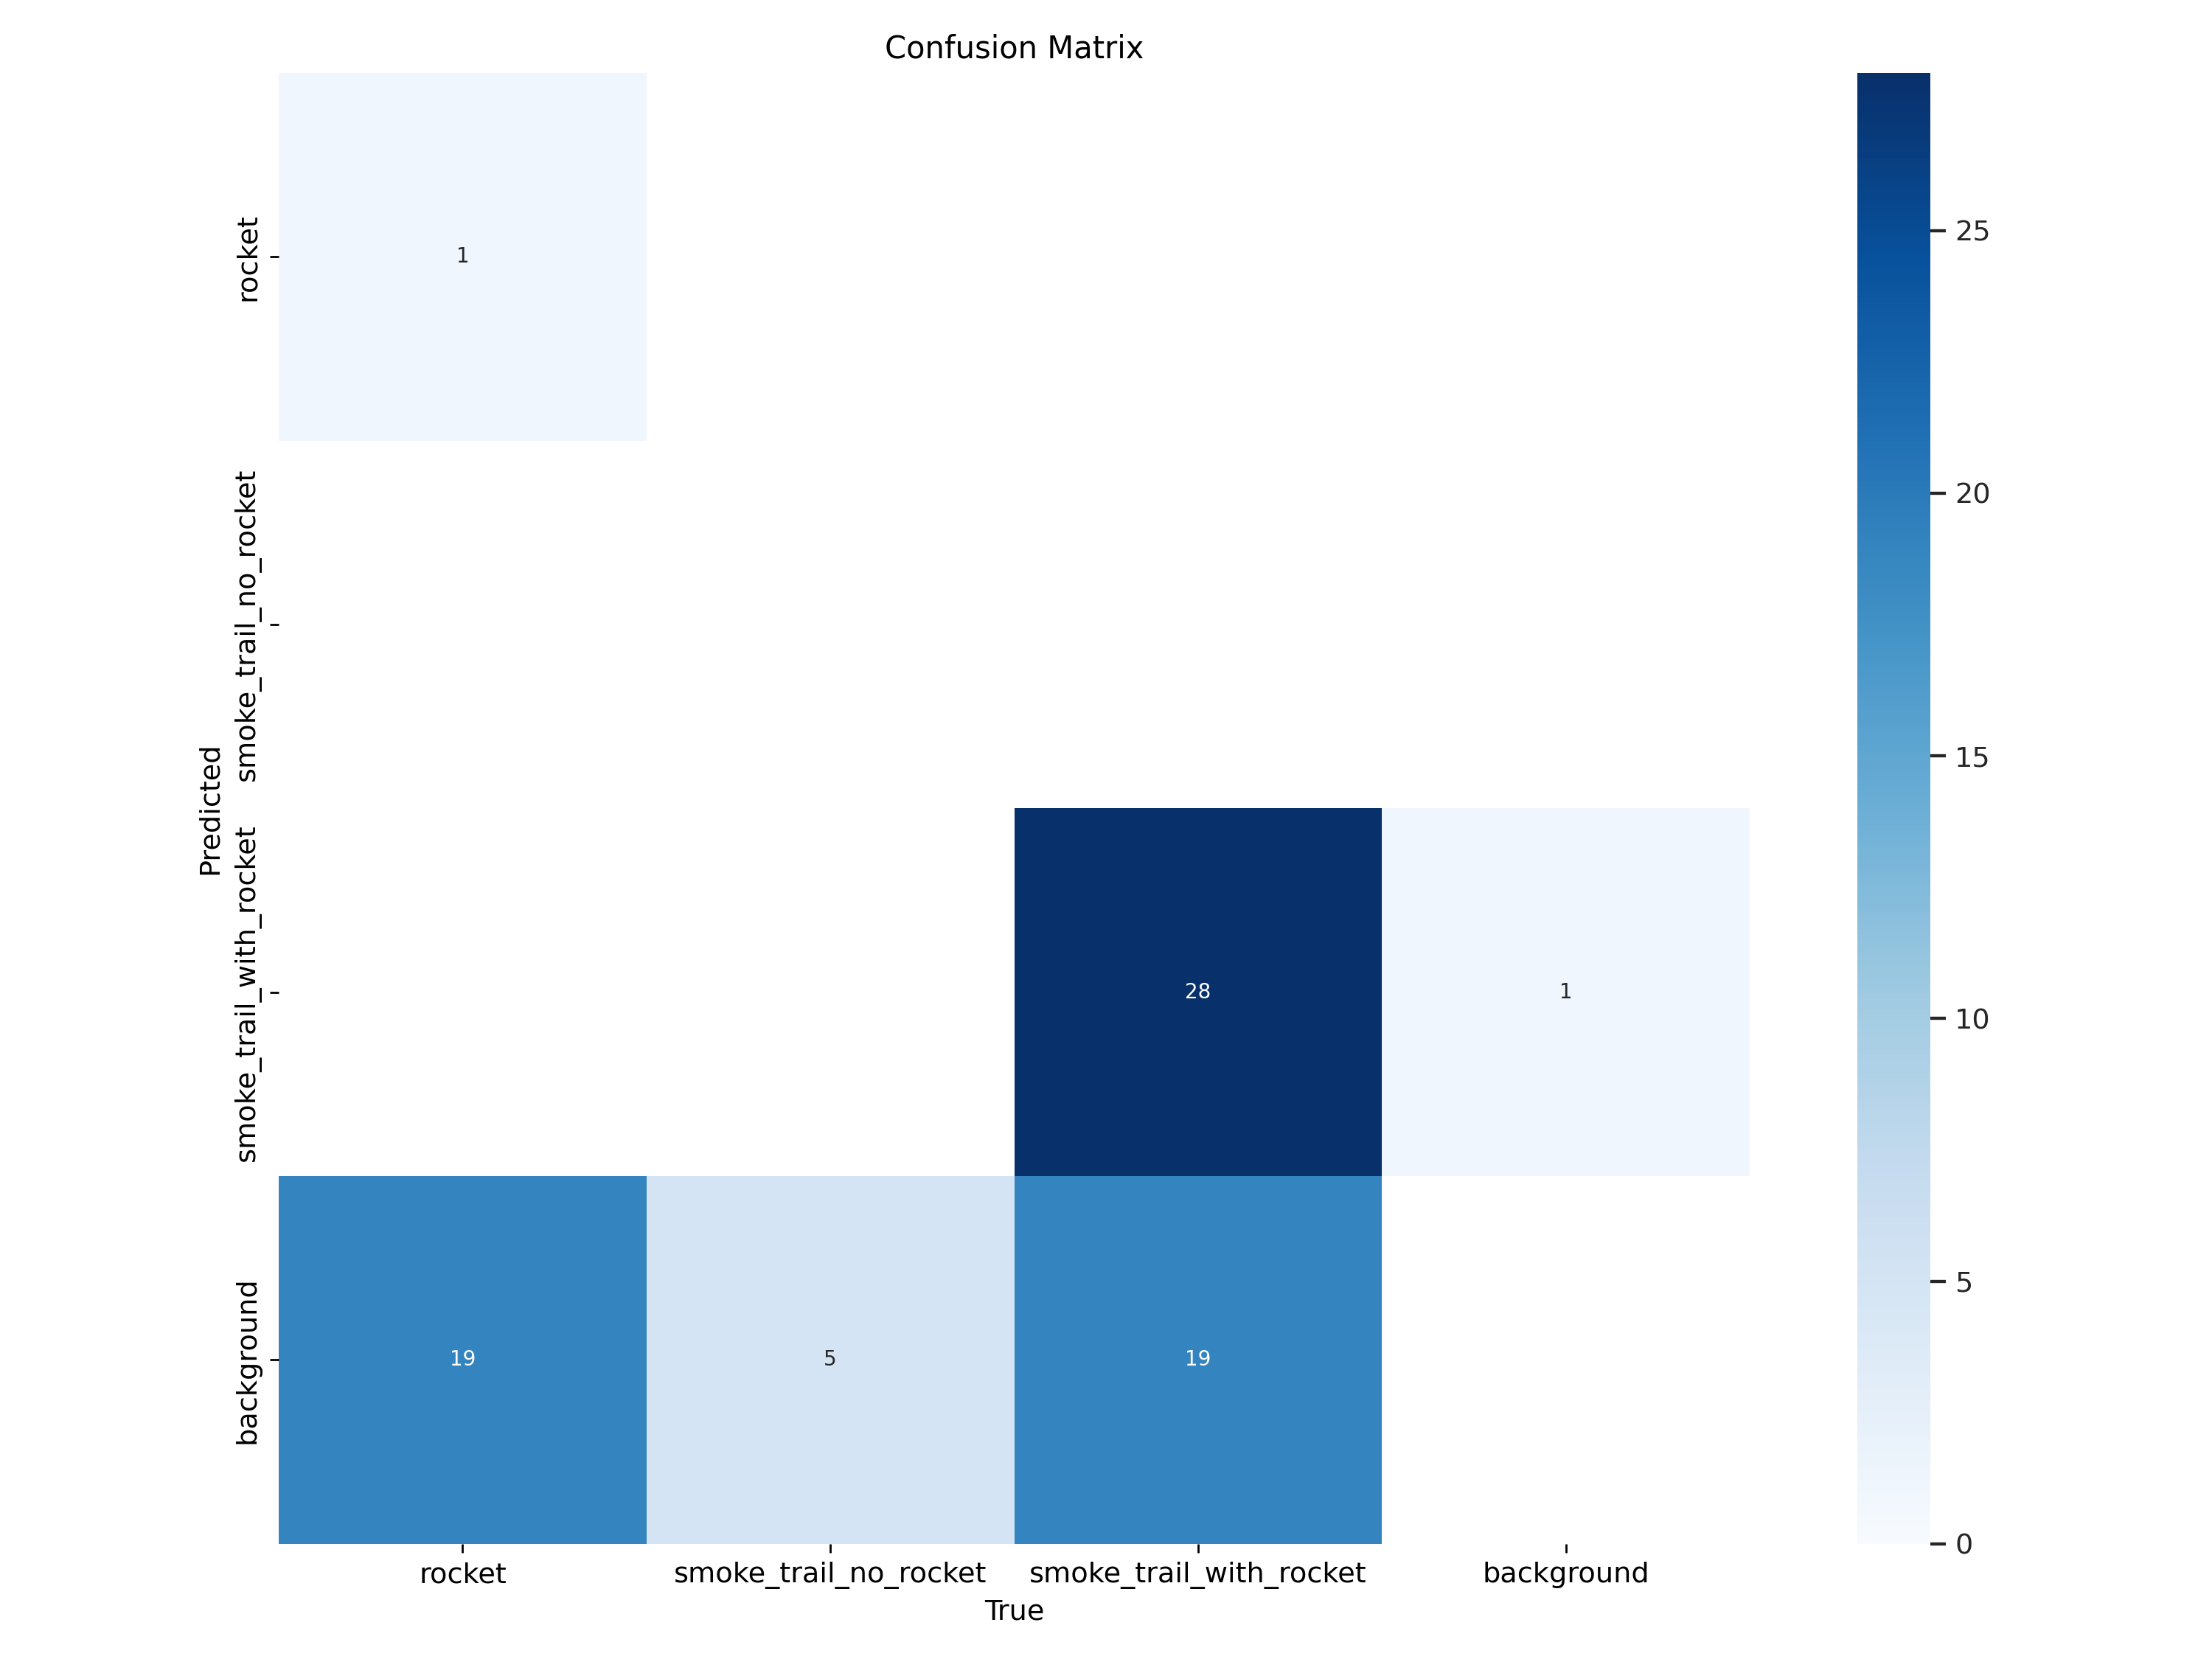 Confusion Matrix
rocket
1
25
20
smoke_trail_no_rocket
Predicted
15
smoke_trail_with_rocket
28
1
10
background
19
5
19
5
0
rocket
smoke_trail_no_rocket
smoke_trail_with_rocket
background
True